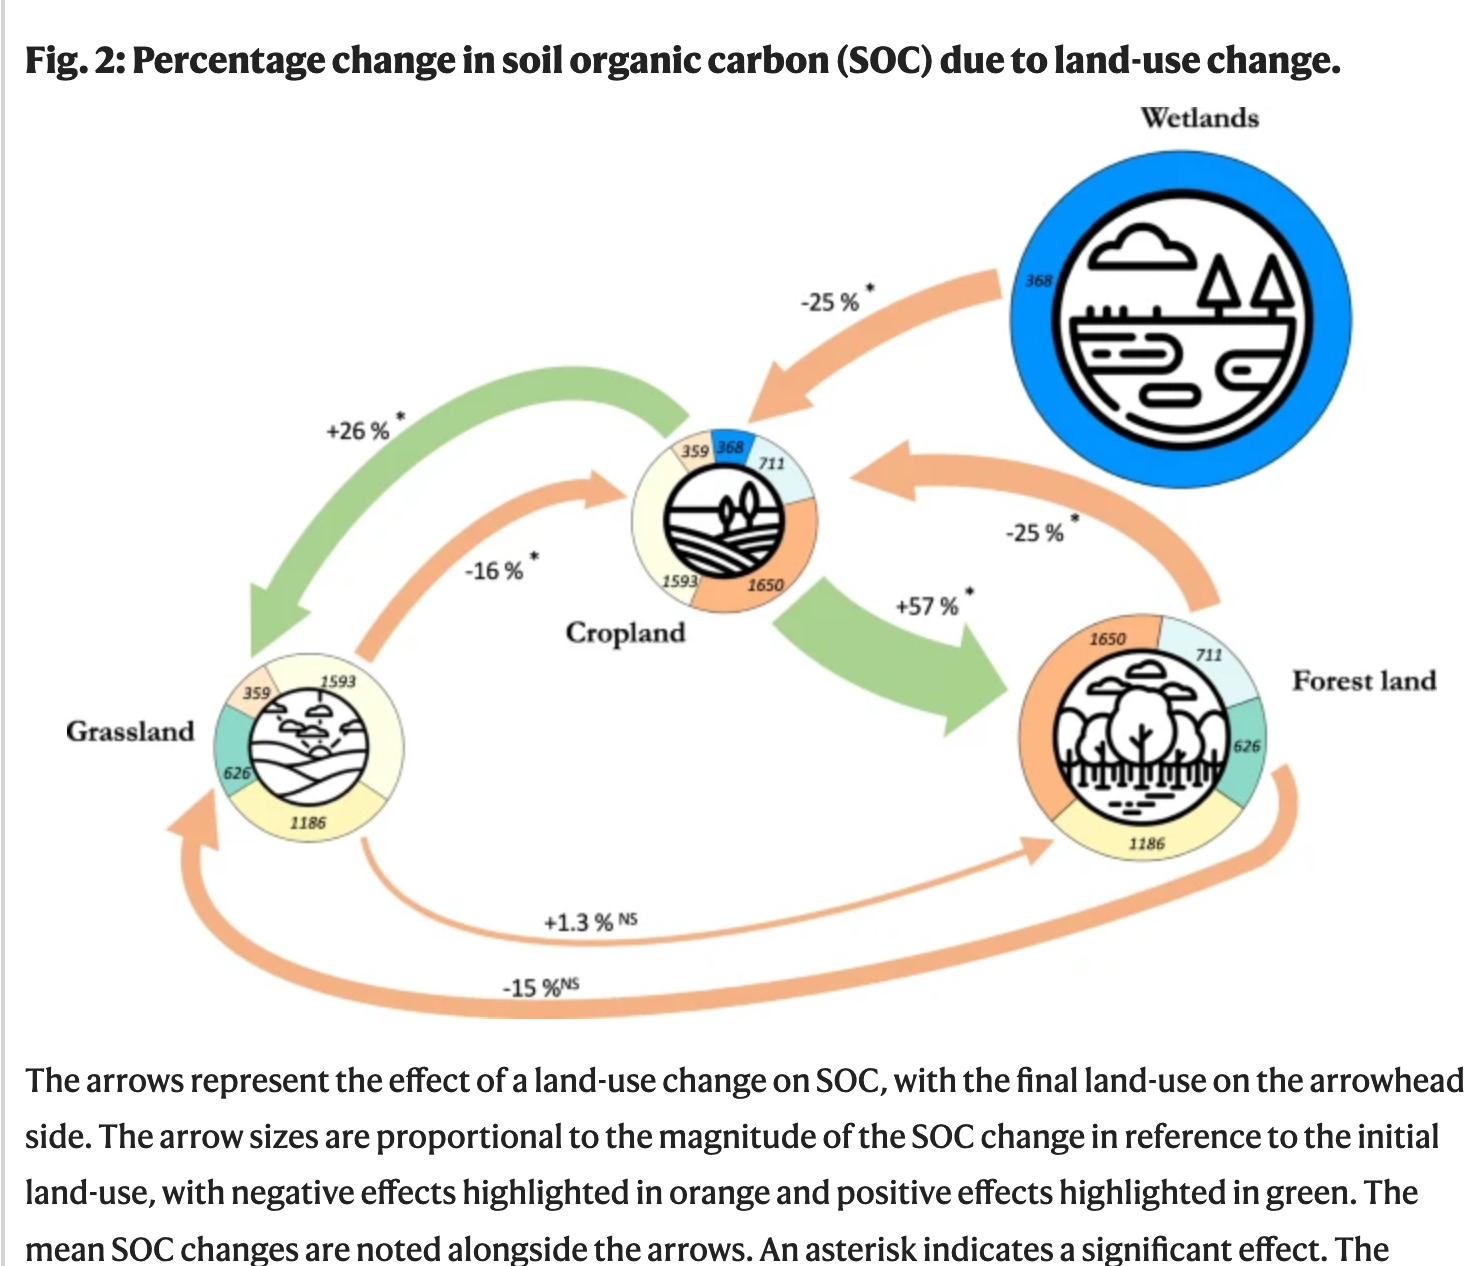 Fig. 2: Percentage change in soil organic carbon (SOC) due to land-use change.
Wetlands
368
-25 % *
+26 % *
359
368
711
-25 % *
-16 % *
1593
1650
+57 % *
Cropland
1650
711
359
1593
Forest land
Grassland
626
626
1186
1186
+1.3 % NS
-15 %NS
The arrows represent the effect of a land-use change on SOC, with the final land-use on the arrowhead
side. The arrow sizes are proportional to the magnitude of the SOC change in reference to the initial
land-use, with negative effects highlighted in orange and positive effects highlighted in green. The
mean SOC changes are noted alongside the arrows. An asterisk indicates a significant effect. The